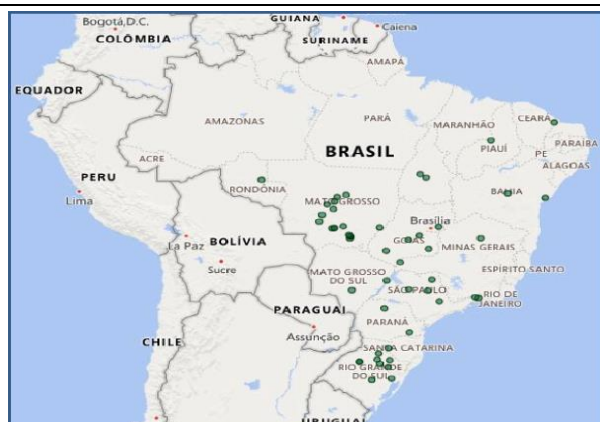 Bogotá,D.C.
COLÔMBIA
GUIANA
Caiena
SURINAME
AMAPÁ
EQUADOR
AMAZONAS
PARÁ
MARANHÃO
CEARÁ
PARAÍBA
PIAUÍ
PE
ALAGOAS
ACRE
BRASIL
PERU
RONDÔNIA
Lima
MATO GROSSO
BAHIA
Brasília
La Paz
BOLÍVIA
GOIÁS
MINAS GERAIS
Sucre
MATO GROSSO
DO SUL
ESPÍRITO SANTO
SÃO PAULO
RIO DE
JANEIRO
PARAGUAI
PARANÁ
Assunção
CHILE
SANTA CATARINA
RIO GRANDE
DO SUL
URUGUAI